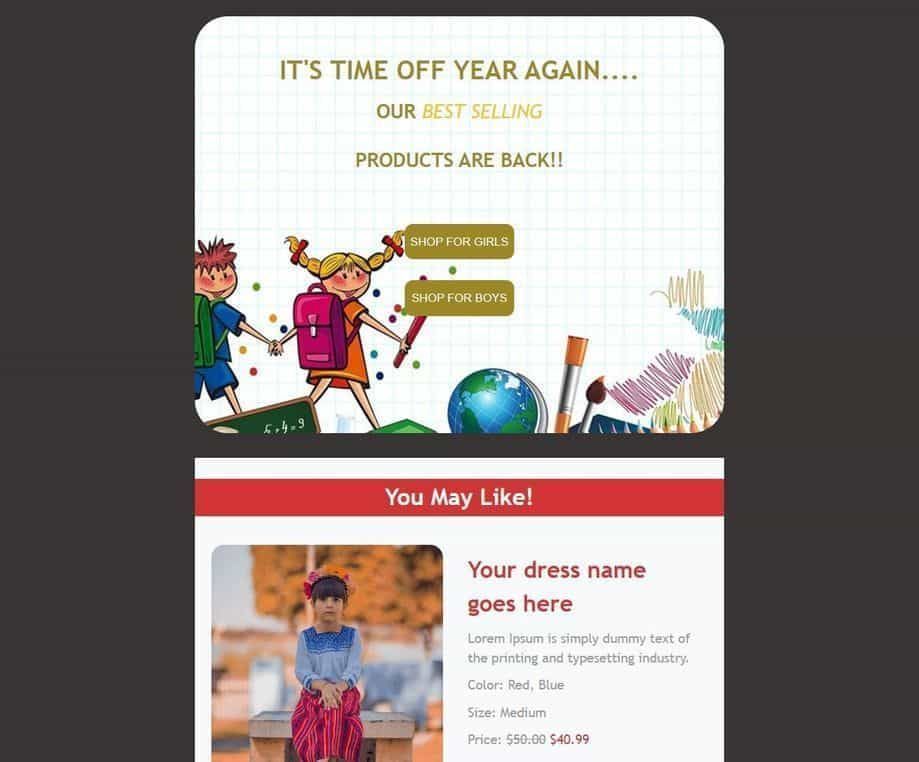 IT'S TIME OFF YEAR AGAIN....
OUR BEST SELLING
PRODUCTS ARE BACK!!
SHOP FOR GIRLS
SHOP FOR BOYS
5+4=9
You May Like!
Your dress name
goes here
Lorem Ipsum is simply dummy text of
the printing and typesetting industry.
Color: Red, Blue
Size: Medium
Price: $50.00 $40.99